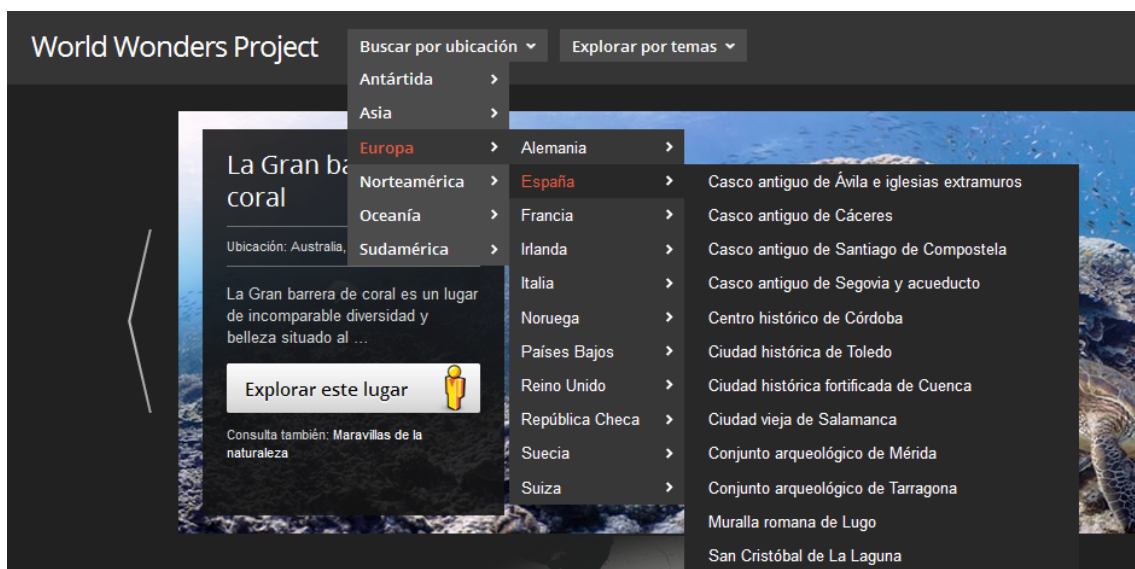 World Wonders Project
Buscar por ubicación
Explorar por temas
Antártida
Asia
Europa
Norteamérica
Oceanía
Sudamérica
Alemania
España
Francia
Irlanda
Italia
Noruega
Países Bajos
Reino Unido
República Checa
Suecia
Suiza
Casco antiguo de Ávila e iglesias extramuros
Casco antiguo de Cáceres
Casco antiguo de Santiago de Compostela
Casco antiguo de Segovia y acueducto
Centro histórico de Córdoba
Ciudad histórica de Toledo
Ciudad histórica fortificada de Cuenca
Ciudad vieja de Salamanca
Conjunto arqueológico de Mérida
Conjunto arqueológico de Tarragona
Muralla romana de Lugo
San Cristóbal de La Laguna
La Gran
coral
Ubicación: Australia,
La Gran barrera de coral es un lugar
de incomparable diversidad y
belleza situado al ...
Explorar este lugar
Consulta también: Maravillas de la
naturaleza